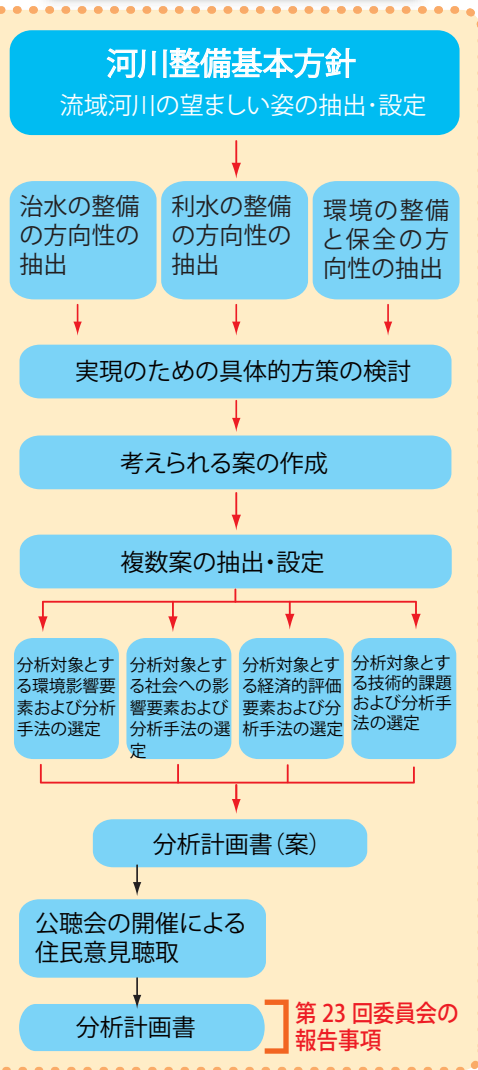 河川整備基本方針
流域河川の望ましい姿の抽出・設定
治水の整備
の方向性の
抽出
利水の整備
の方向性の
抽出
環境の整備
と保全の方
向性の抽出
実現のための具体的方策の検討
考えられる案の作成
複数案の抽出・設定
分析対象とす
る環境影響要
素および分析
手法の選定
分析対象とす
る社会への影
響要素および
分析手法の選
定
分析対象とす
る経済的評価
要素および分
析手法の選定
分析対象とす
る技術的課題
および分析手
法の選定
分析計画書（案）
公聴会の開催による
住民意見聴取
分析計画書
第 23 回委員会の
報告事項